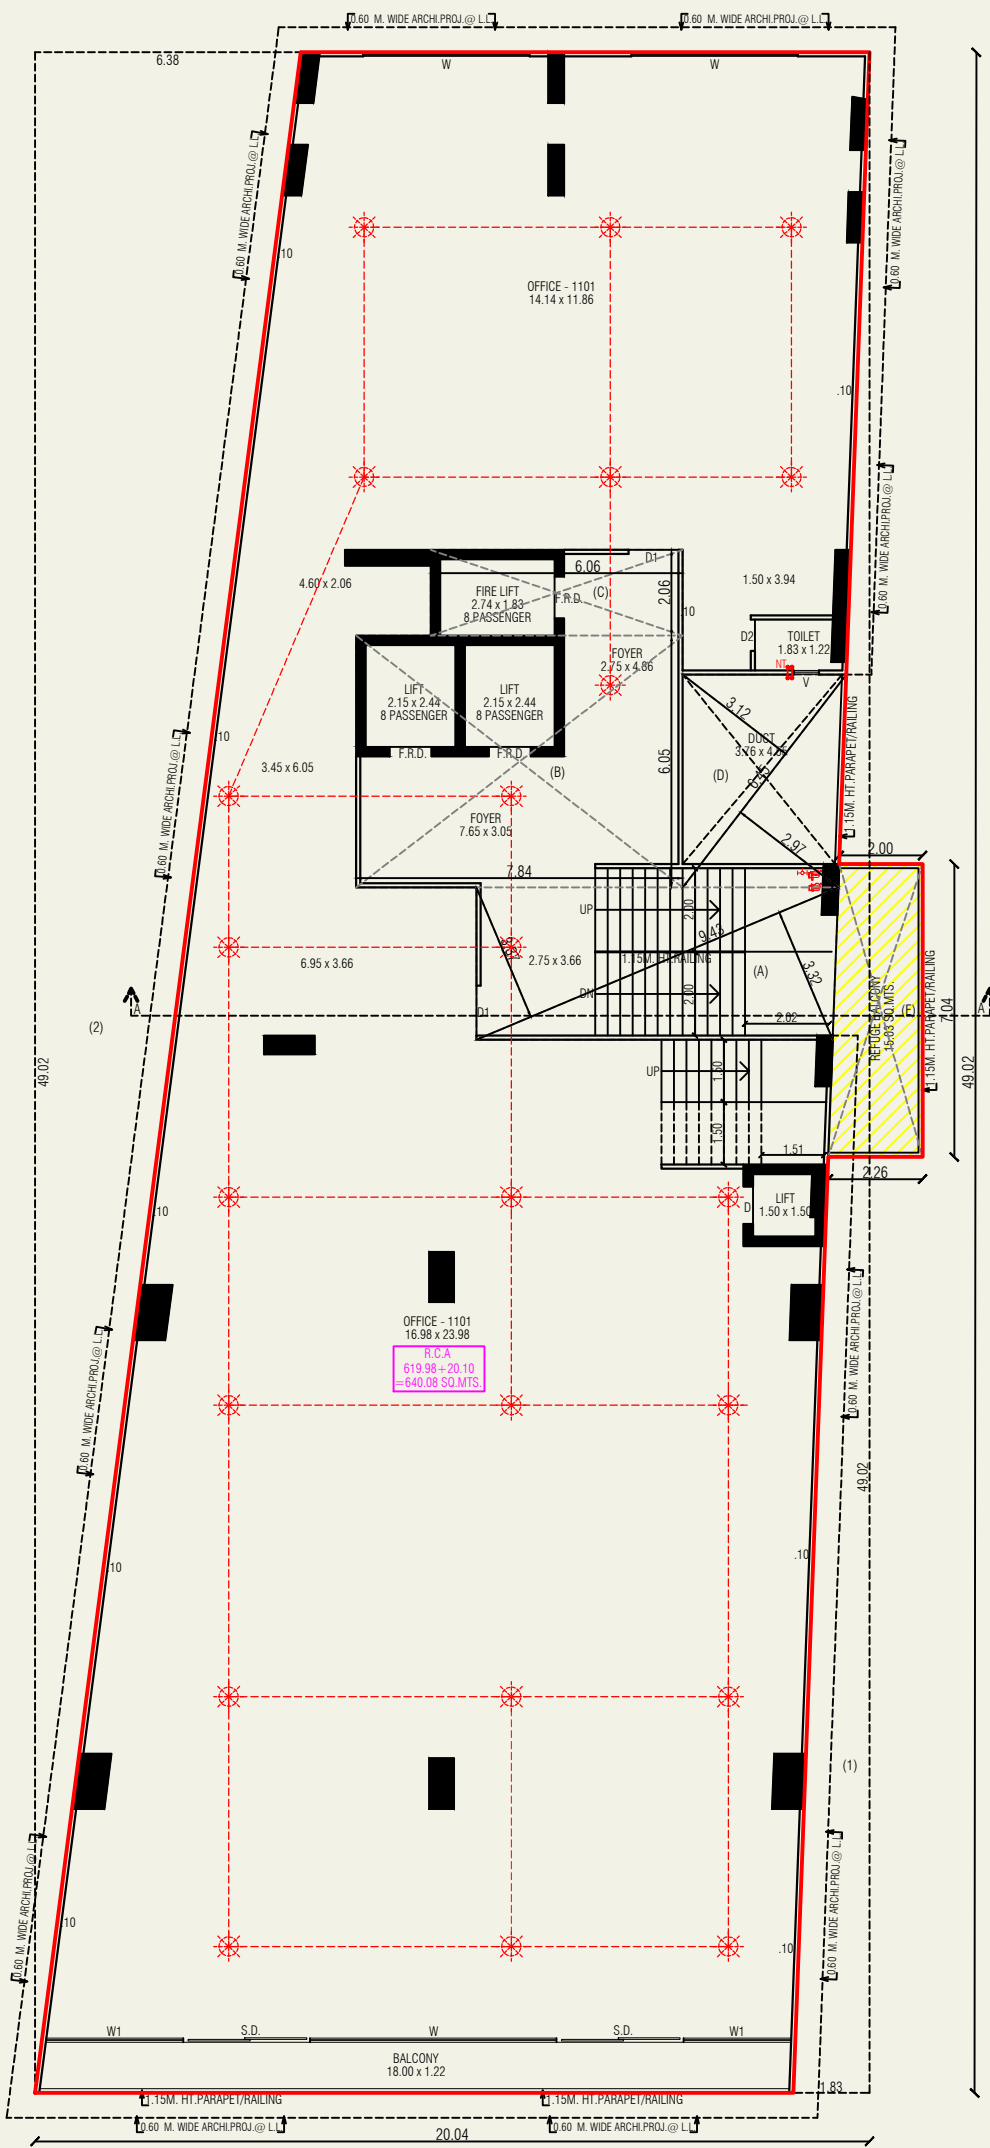 0.60 M. WIDE ARCHI.PROJ.@ L.L.
0.60 M. WIDE ARCHI.PROJ.@ L.L.
6.38
W
W
0.60 M. WIDE ARCHI.PROJ.@ L.L.
0.60 M. WIDE ARCHI.PROJ.@ L.L.
.10
OFFICE - 1101
14.14 x 11.86
.10
0.60 M. WIDE ARCHI.PROJ.@ L.L.
D1
6.06
4.60 x 2.06
FIRE LIFT
2.74 x 1.83
8 PASSENGER
F.R.D.
(C)
2.06
.10
1.50 x 3.94
D2
TOILET
1.83 x 1.22
FOYER
2.75 x 4.86
NT
V
LIFT
2.15 x 2.44
8 PASSENGER
LIFT
2.15 x 2.44
8 PASSENGER
3.12
DUCT
.10
F.R.D.
F.R.D.
6.05
(B)
(D)
1.15M. HT.PARAPET/RAILING
3.45 x 6.05
0.60 M. WIDE ARCHI.PROJ.@ L.L.
FOYER
7.65 x 3.05
2.97
2.00
7.84
UP
2.00
9.43
6.95 x 3.66
2.75 x 3.66
1.15M. HT.RAILING
(A)
3.32
DN
2.00
D1
2.02
REFUGE BALCONY
15.03 SQ.MTS.
1.15M. HT.PARAPET/RAILING
7.04
A
A
(2)
49.02
49.02
UP
1.50
1.50
1.51
2.26
LIFT
1.50 x 1.50
D
.10
OFFICE - 1101
16.98 x 23.98
R.C.A
619.98+20.10
=640.08 SQ.MTS.
0.60 M. WIDE ARCHI.PROJ.@ L.L.
0.60 M. WIDE ARCHI.PROJ.@ L.L.
49.02
.10
.10
(1)
0.60 M. WIDE ARCHI.PROJ.@ L.L.
0.60 M. WIDE ARCHI.PROJ.@ L.L.
.10
.10
W1
S.D.
W
S.D.
W1
BALCONY
18.00 x 1.22
1.15M. HT.PARAPET/RAILING
1.15M. HT.PARAPET/RAILING
1.83
0.60 M. WIDE ARCHI.PROJ.@ L.L.
0.60 M. WIDE ARCHI.PROJ.@ L.L.
20.04